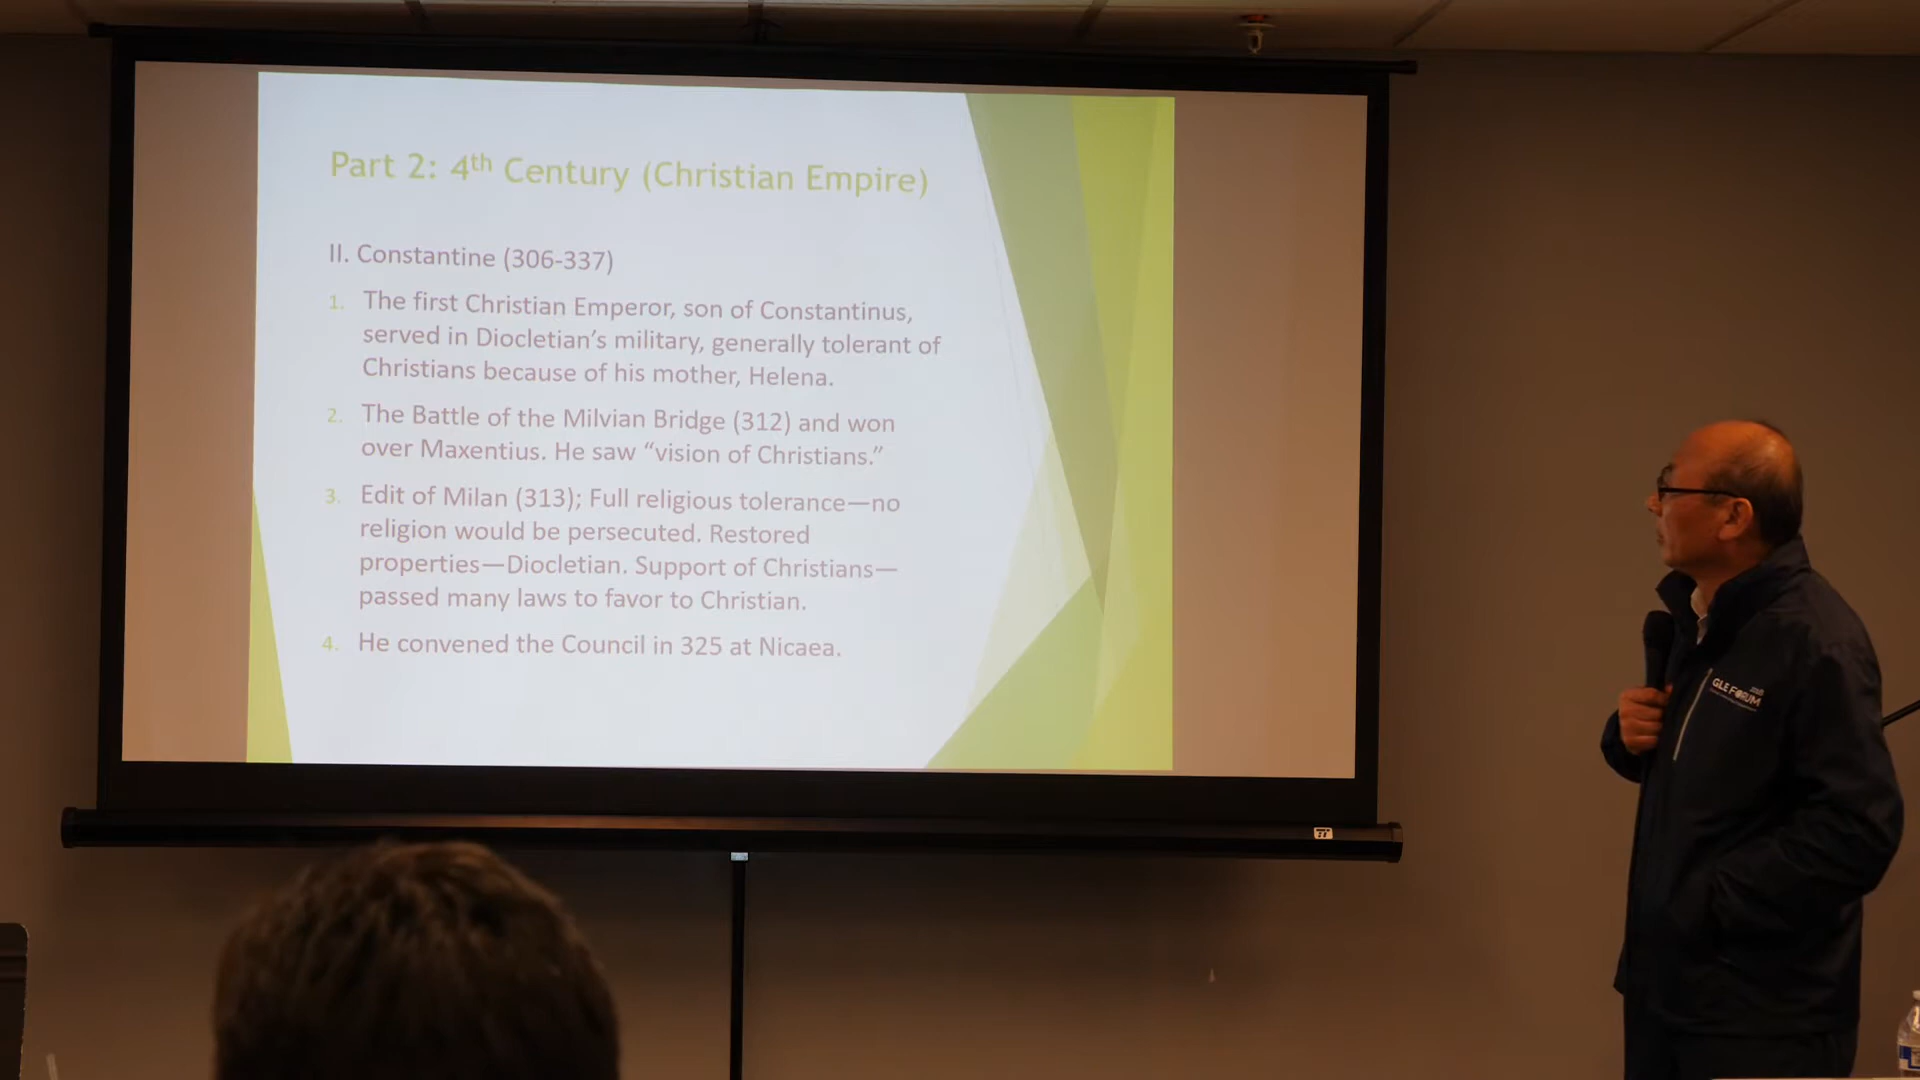 Part 2: 4th Century (Christian Empire)
II. Constantine (306-337)
1. The first Christian Emperor, son of Constantinus,
served in Diocletian’s military, generally tolerant of
Christians because of his mother, Helena.
2. The Battle of the Milvian Bridge (312) and won
over Maxentius. He saw “vision of Christians.”
3. Edit of Milan (313); Full religious tolerance—no
religion would be persecuted. Restored
properties—Diocletian. Support of Christians—
passed many laws to favor to Christian.
4. He convened the Council in 325 at Nicaea.
GLE FORUM